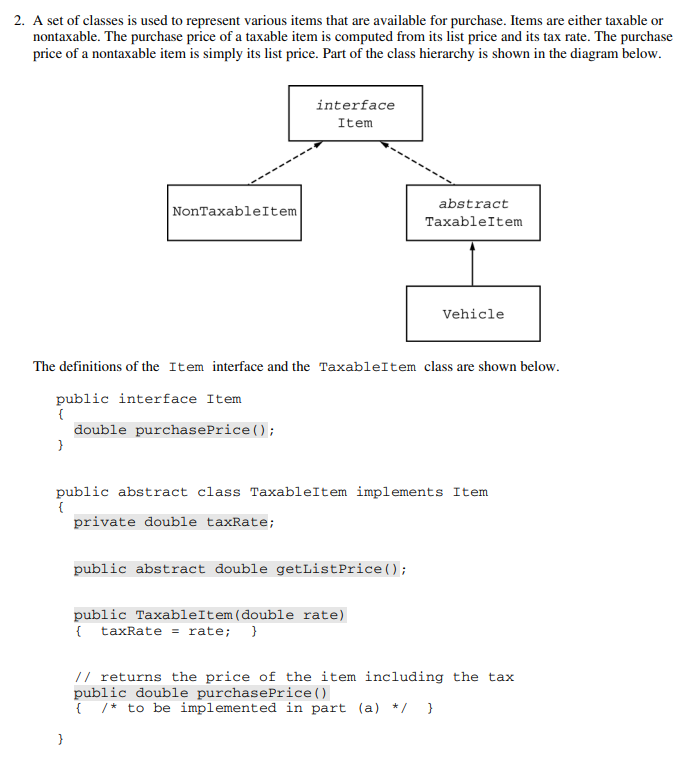 2. A set of classes is used to represent various items that are available for purchase. Items are either taxable or
nontaxable. The purchase price of a taxable item is computed from its list price and its tax rate. The purchase
price of a nontaxable item is simply its list price. Part of the class hierarchy is shown in the diagram below.
interface
Item
NonTaxableItem
abstract
TaxableItem
Vehicle
The definitions of the Item interface and the TaxableItem class are shown below.
public interface Item
{
double purchasePrice();
}
public abstract class TaxableItem implements Item
{
private double taxRate;
public abstract double getListPrice();
public TaxableItem(double rate)
{ taxRate = rate; }
// returns the price of the item including the tax
public double purchasePrice()
{ /* to be implemented in part (a) */ }
}